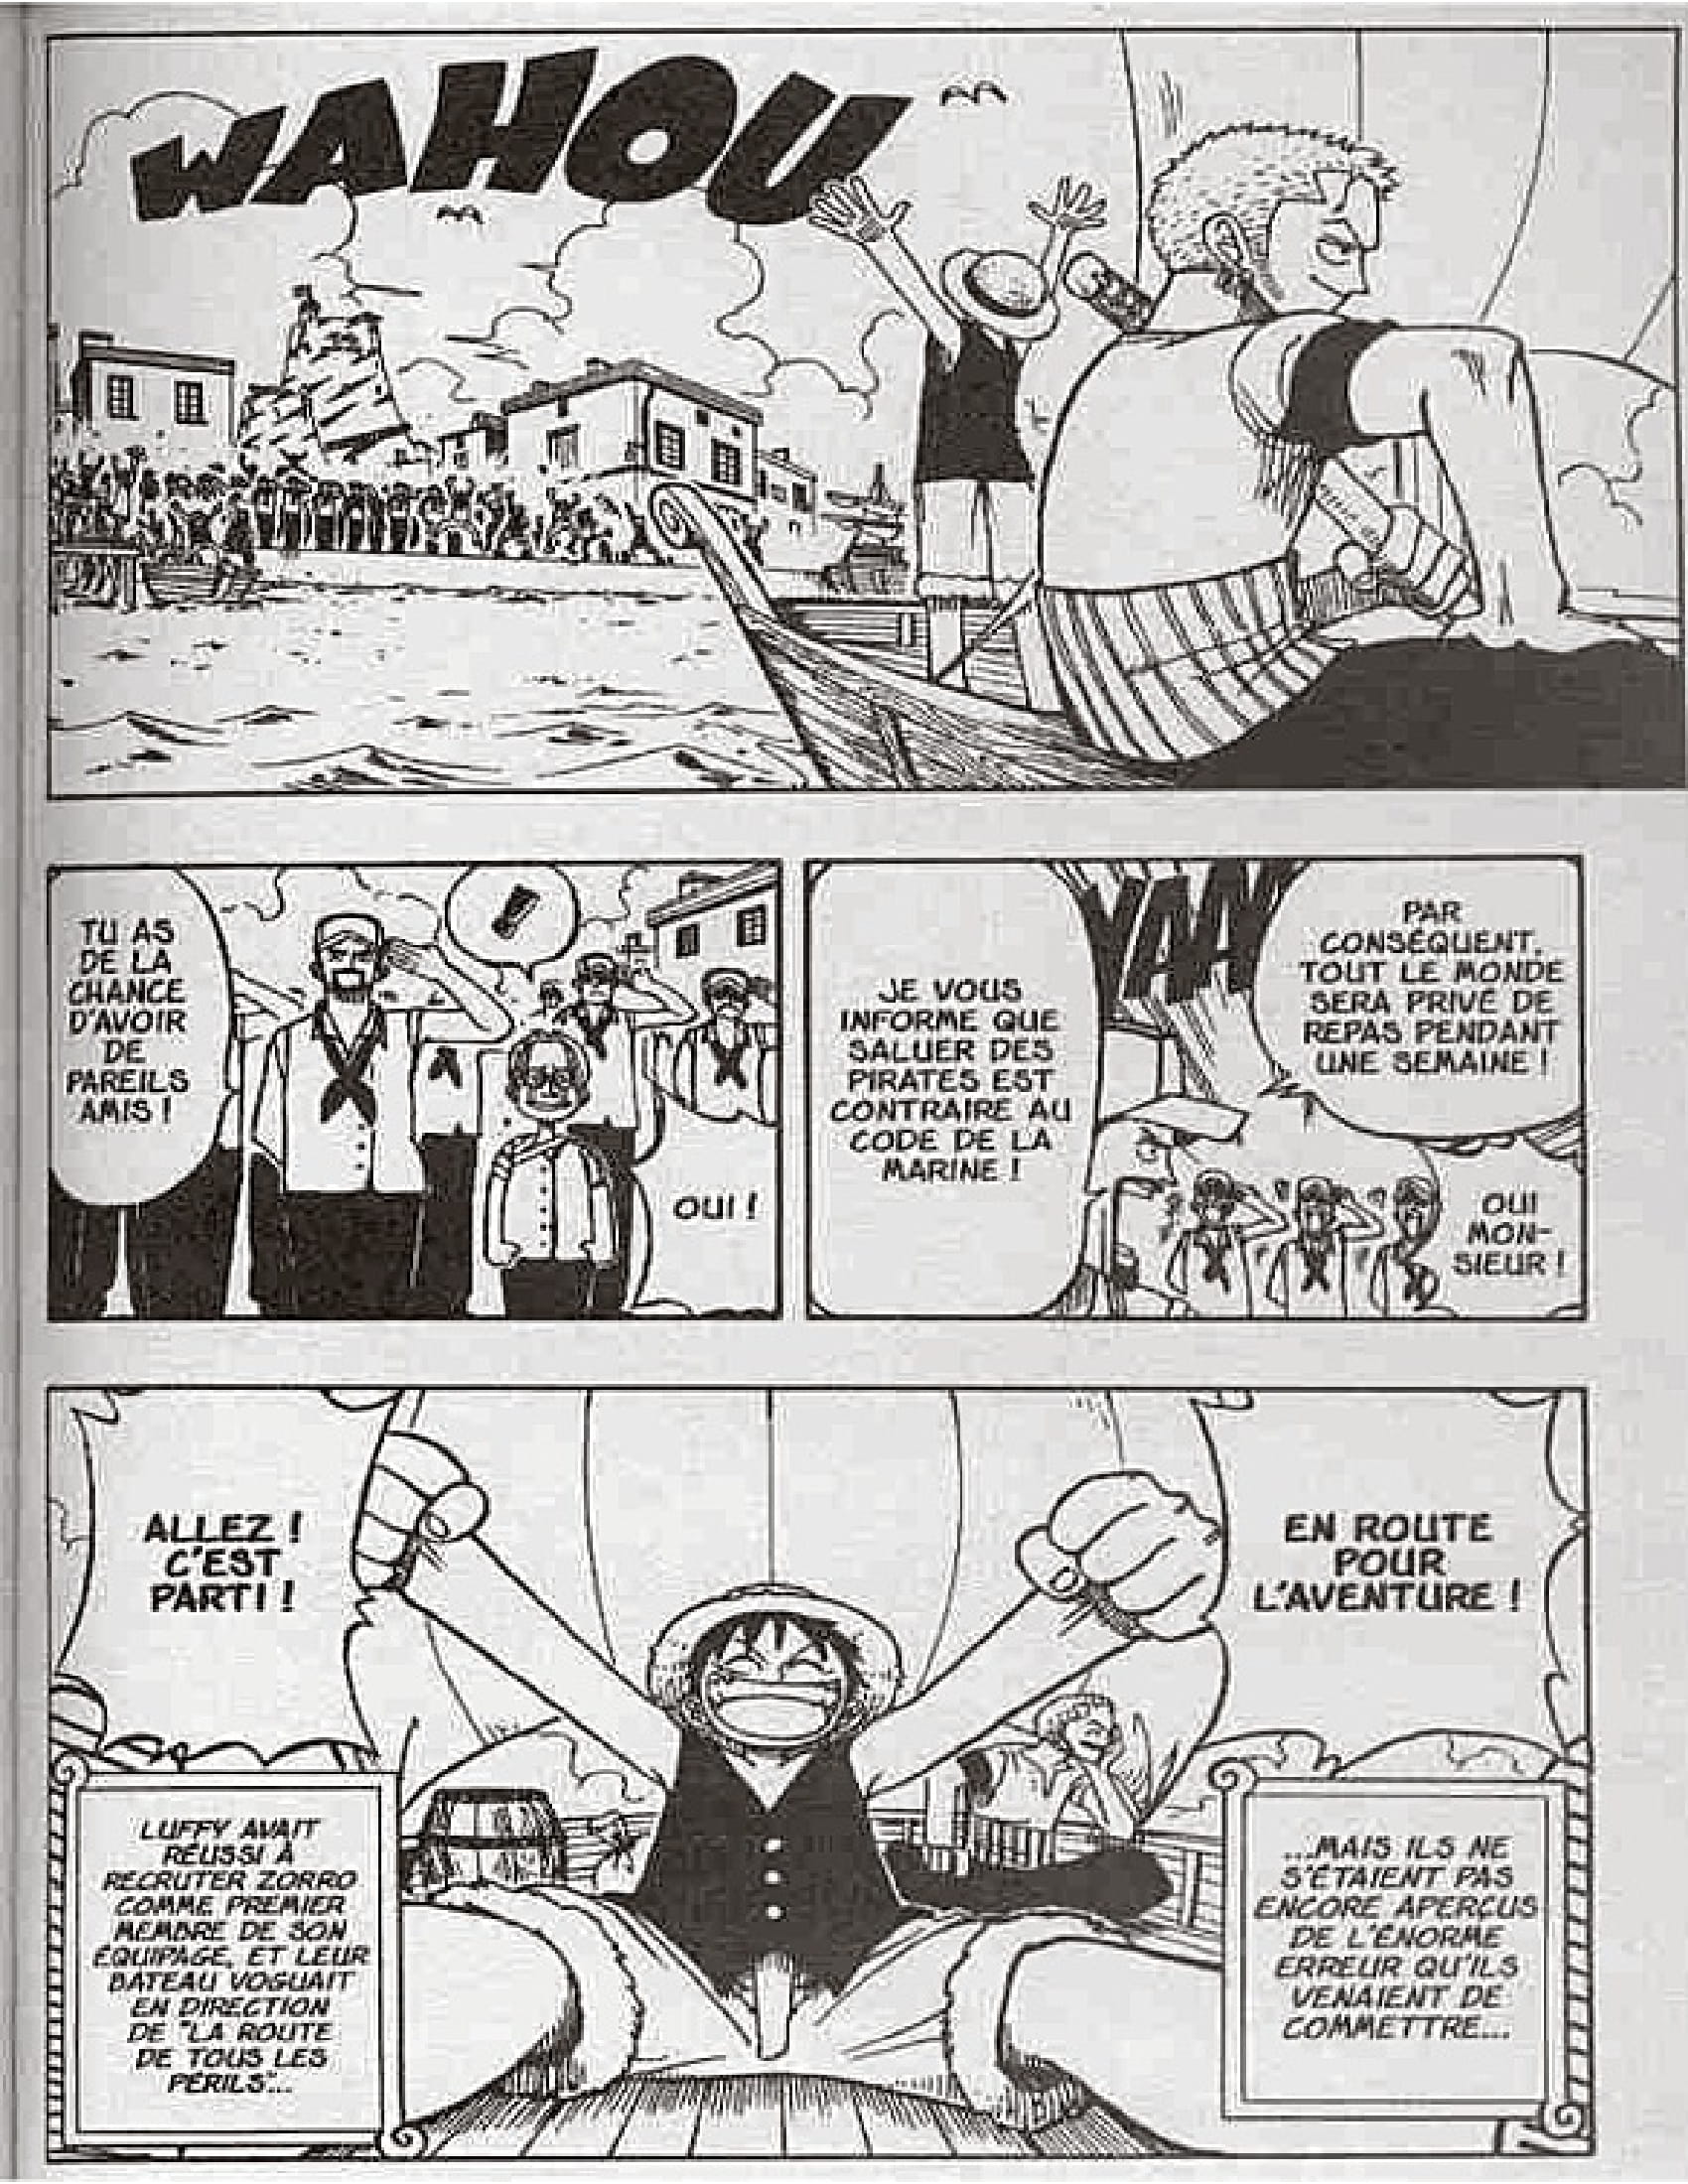 WAHOU
TU AS
DE LA
CHANCE
D'AVOIR
DE
PAREILS
AMIS !
!!
OUI !
JE VOUS
INFORME QUE
SALUER DES
PIRATES EST
CONTRAIRE AU
CODE DE LA
MARINE !
YAAH
PAR
CONSÉQUENT,
TOUT LE MONDE
SERA PRIVÉ DE
REPAS PENDANT
UNE SEMAINE !
OUI
MON-
SIEUR !
ALLEZ !
C'EST
PARTI !
EN ROUTE
POUR
L'AVENTURE !
LUFFY AVAIT
RÉUSSI À
RECRUTER ZORRO
COMME PREMIER
MEMBRE DE SON
ÉQUIPAGE, ET LEUR
BATEAU VOGUAIT
EN DIRECTION
DE "LA ROUTE
DE TOUS LES
PÉRILS"...
...MAIS ILS NE
S'ÉTAIENT PAS
ENCORE APERÇUS
DE L'ÉNORME
ERREUR QU'ILS
VENAIENT DE
COMMETTRE...